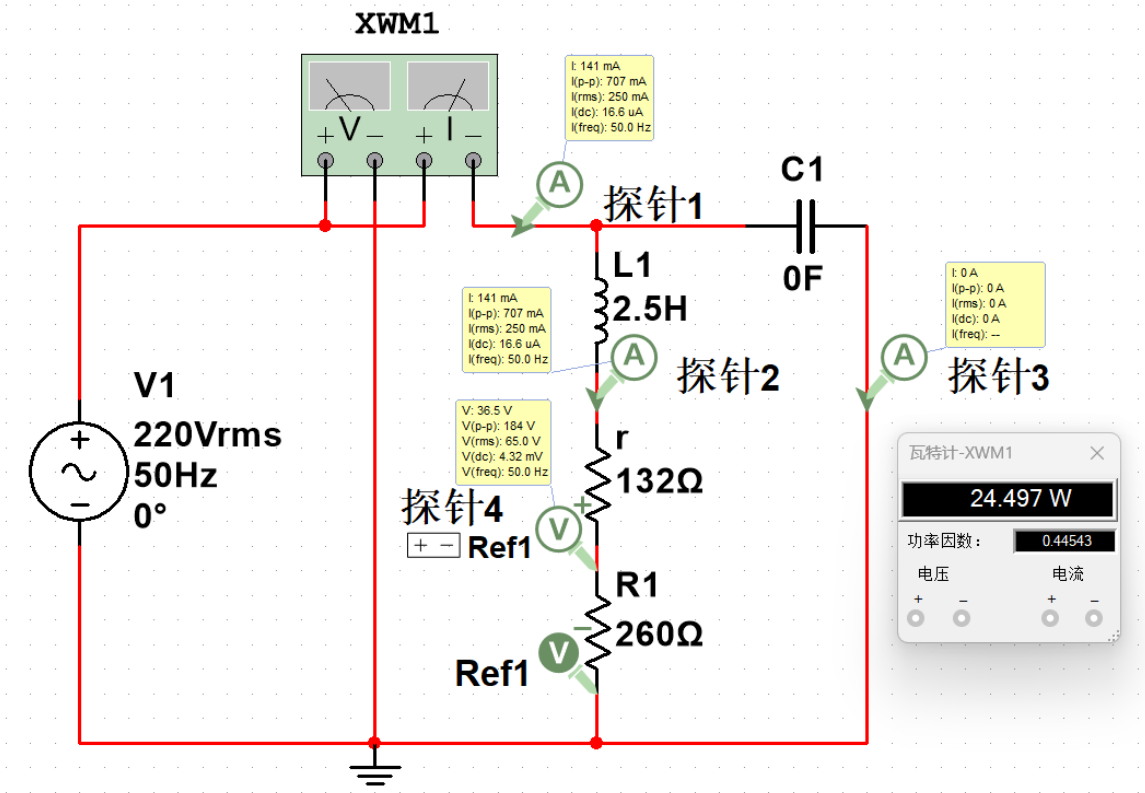 XWM1
+ V − + I −
I: 141 mA
I(p-p): 707 mA
I(rms): 250 mA
I(dc): 16.6 uA
I(freq): 50.0 Hz
A
探针1
C1
0F
L1
2.5H
I: 141 mA
I(p-p): 707 mA
I(rms): 250 mA
I(dc): 16.6 uA
I(freq): 50.0 Hz
A
探针2
I: 0 A
I(p-p): 0 A
I(rms): 0 A
I(dc): 0 A
I(freq): --
A
探针3
V1
220Vrms
50Hz
0°
V: 36.5 V
V(p-p): 184 V
V(rms): 65.0 V
V(dc): 4.32 mV
V(freq): 50.0 Hz
r
132Ω
探针4
V
+ − Ref1
R1
260Ω
V
Ref1
瓦特计-XWM1
24.497 W
功率因数： 0.44543
电压 电流
+ − + −